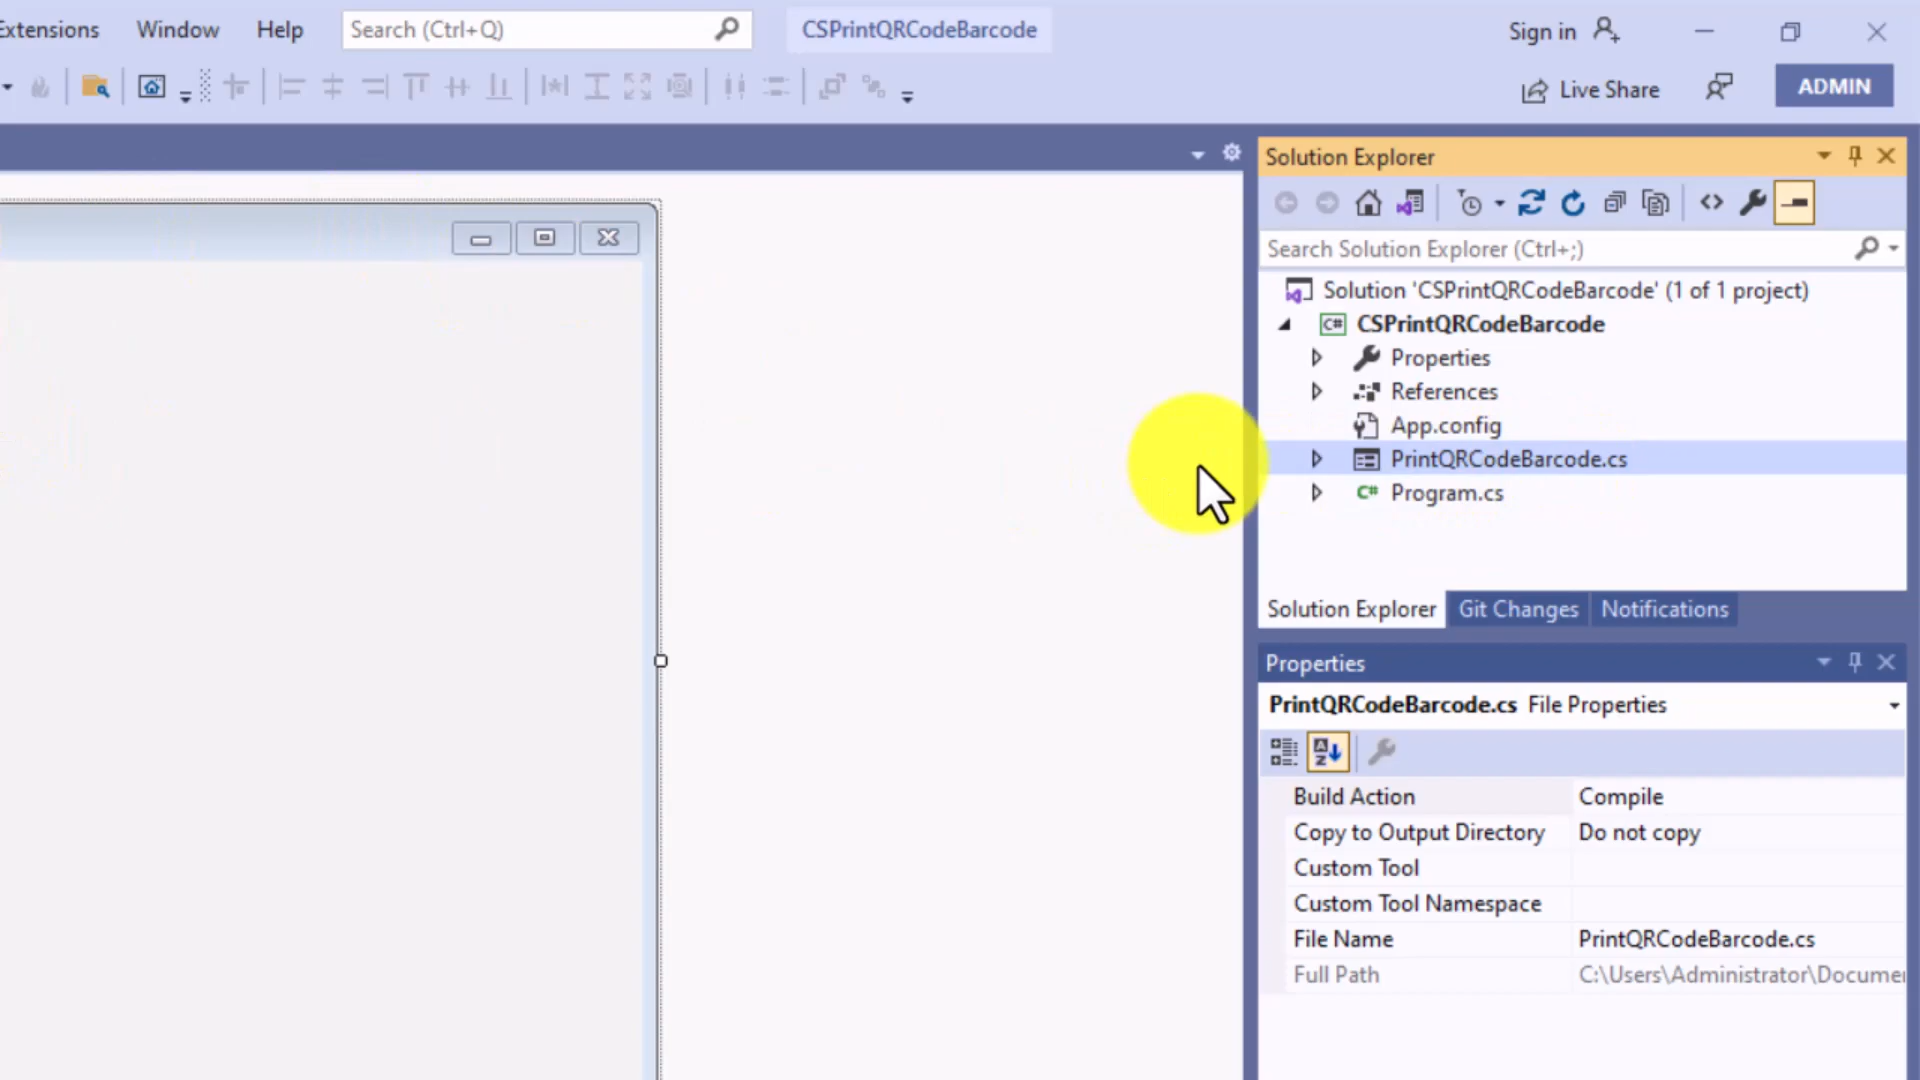 Extensions Window Help Search (Ctrl+Q) CSPrintQRCodeBarcode Sign in
Live Share ADMIN
Solution Explorer
Search Solution Explorer (Ctrl+;)
Solution 'CSPrintQRCodeBarcode' (1 of 1 project)
C# CSPrintQRCodeBarcode
Properties
References
App.config
PrintQRCodeBarcode.cs
C# Program.cs
Solution Explorer Git Changes Notifications
Properties
PrintQRCodeBarcode.cs File Properties
Build Action Compile
Copy to Output Directory Do not copy
Custom Tool
Custom Tool Namespace
File Name PrintQRCodeBarcode.cs
Full Path C:\Users\Administrator\Documen